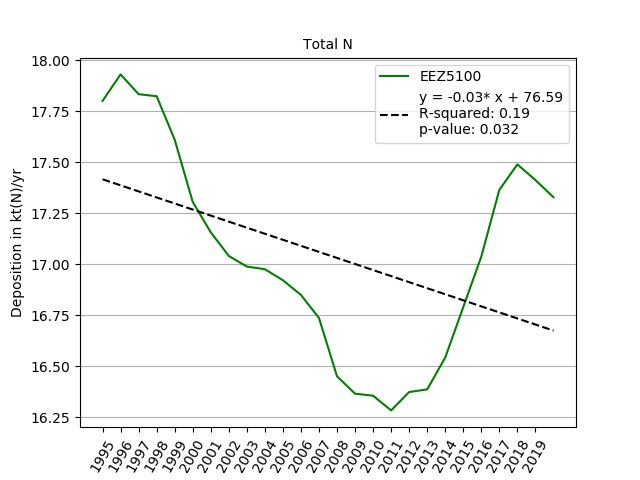 Total N
EEZ5100
y = -0.03* x + 76.59
R-squared: 0.19
p-value: 0.032
Deposition in kt(N)/yr
18.00
17.75
17.50
17.25
17.00
16.75
16.50
16.25
1995 1996 1997 1998 1999 2000 2001 2002 2003 2004 2005 2006 2007 2008 2009 2010 2011 2012 2013 2014 2015 2016 2017 2018 2019